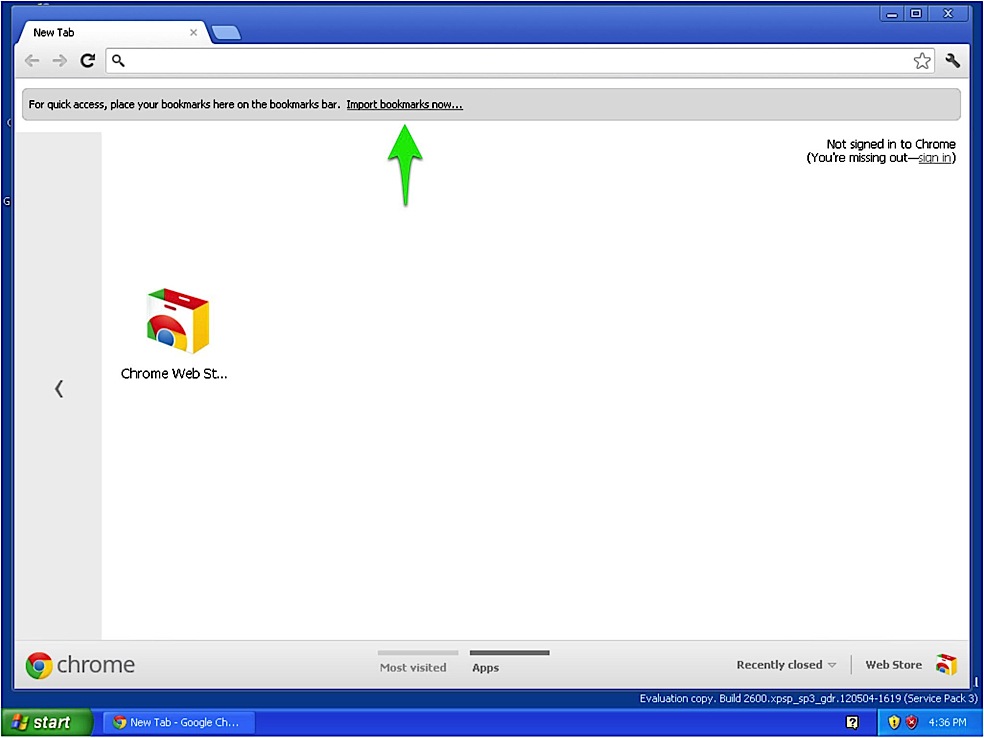 New Tab
For quick access, place your bookmarks here on the bookmarks bar. Import bookmarks now...
Not signed in to Chrome
(You're missing out—sign in)
Chrome Web St...
chrome
Most visited
Apps
Recently closed
Web Store
Evaluation copy. Build 2600.xpsp_sp3_gdr.120504-1619 (Service Pack 3)
start
New Tab - Google Ch...
4:36 PM